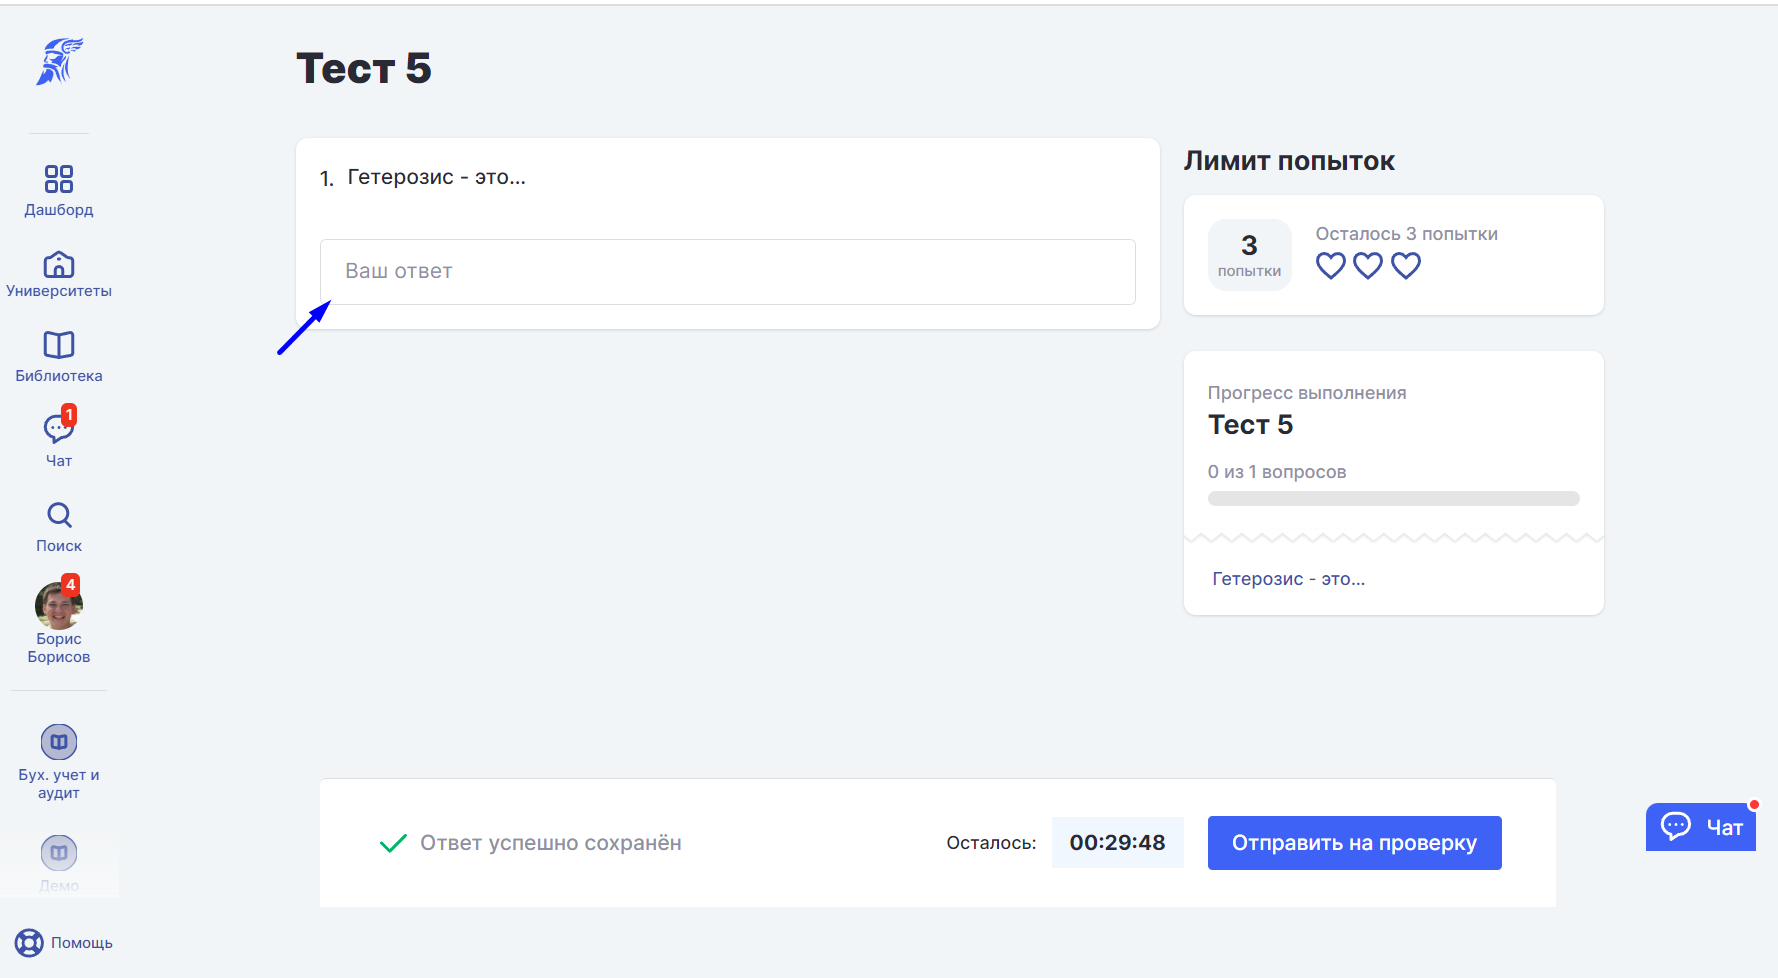 Тест 5
Дашборд
Университеты
Библиотека
1
Чат
Поиск
4
Борис
Борисов
Бух. учет и
аудит
Демо
Помощь
1. Гетерозис - это...
Ваш ответ
Лимит попыток
3
попытки
Осталось 3 попытки
Прогресс выполнения
Тест 5
0 из 1 вопросов
Гетерозис - это...
Ответ успешно сохранён
Осталось: 00:29:48
Отправить на проверку
Чат